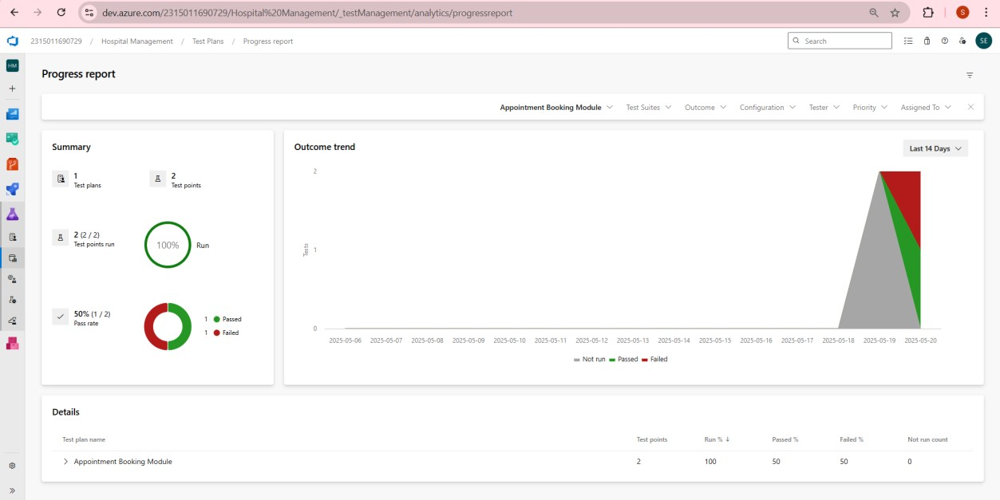 dev.azure.com/2315011690729/Hospital%20Management/_testManagement/analytics/progressreport
S
2315011690729 / Hospital Management / Test Plans / Progress report
Search
SE
HM
Progress report
Appointment Booking Module Test Suites Outcome Configuration Tester Priority Assigned To
Summary
1
Test plans
2
Test points
2 (2 / 2)
Test points run
100%
Run
50% (1 / 2)
Pass rate
1 Passed
1 Failed
Outcome trend
Last 14 Days
2
1
0
Tests
2025-05-06 2025-05-07 2025-05-08 2025-05-09 2025-05-10 2025-05-11 2025-05-12 2025-05-13 2025-05-14 2025-05-15 2025-05-16 2025-05-17 2025-05-18 2025-05-19 2025-05-20
Not run Passed Failed
Details
Test plan name Test points Run % ↓ Passed % Failed % Not run count
Appointment Booking Module 2 100 50 50 0